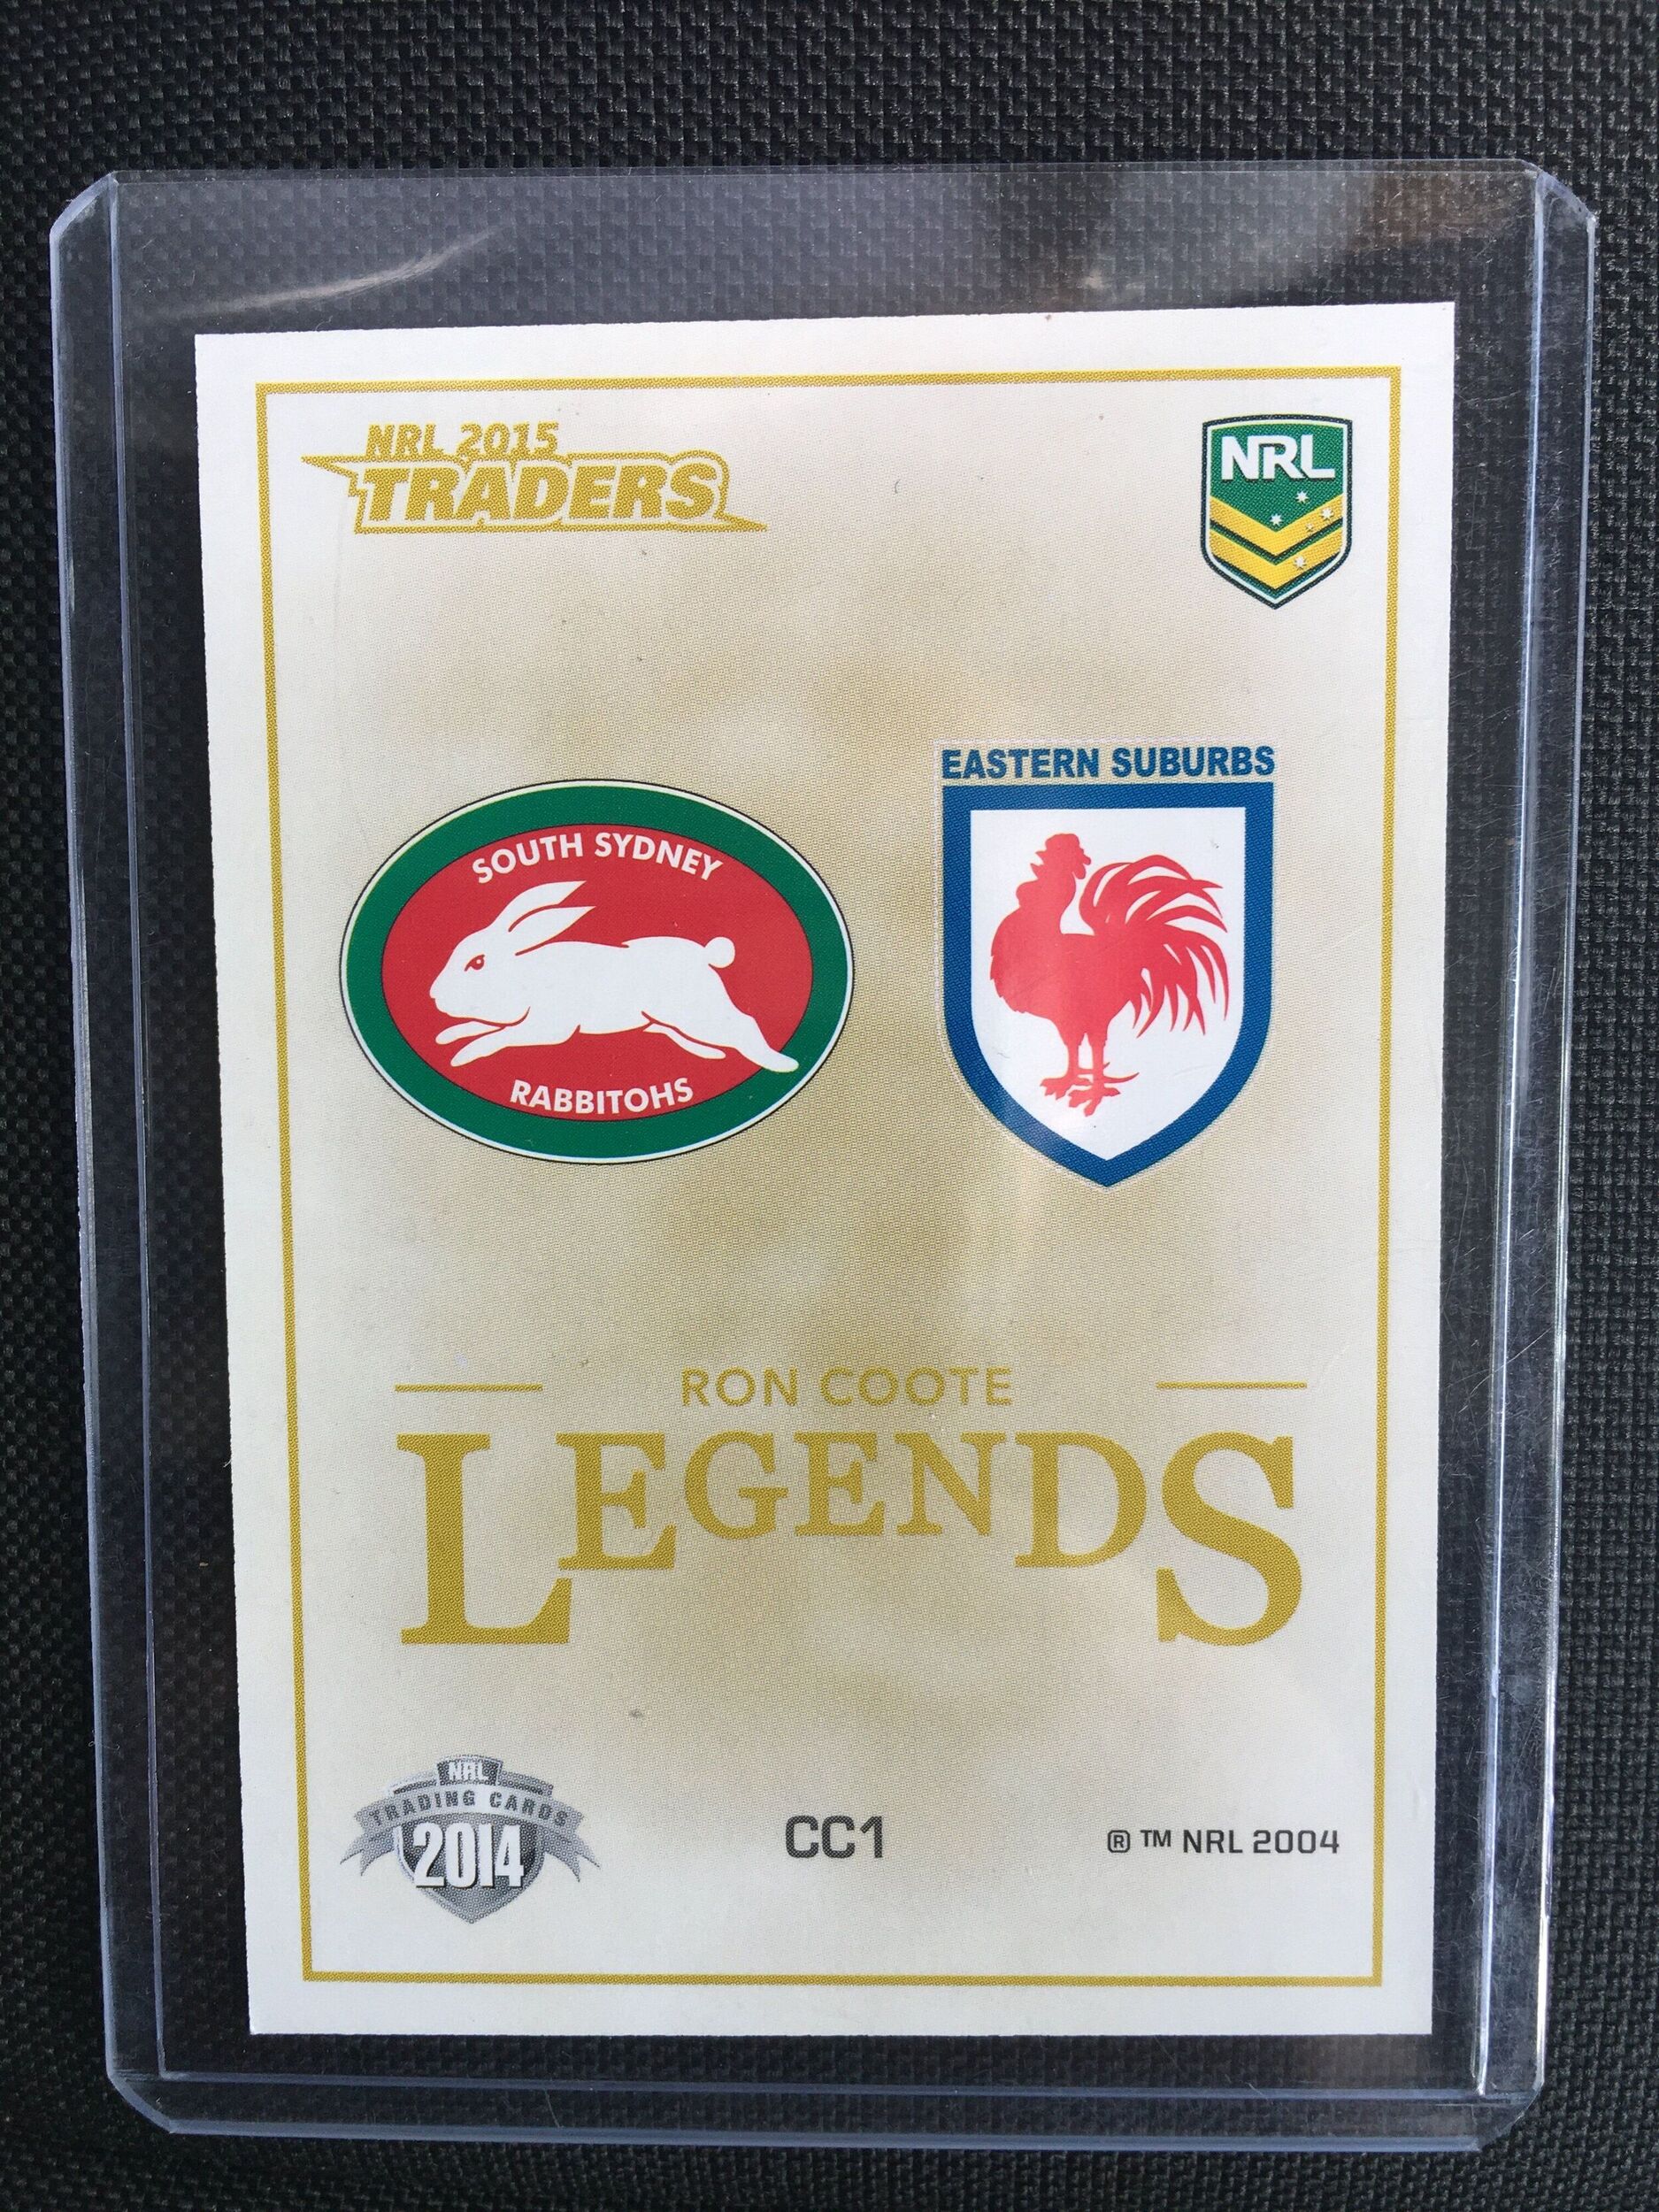 NRL 2015
TRADERS
NRL
EASTERN SUBURBS
SOUTH SYDNEY
RABBITOHS
RON COOTE
LEGENDS
NRL
TRADING CARDS
2014
CC1
® ™ NRL 2004